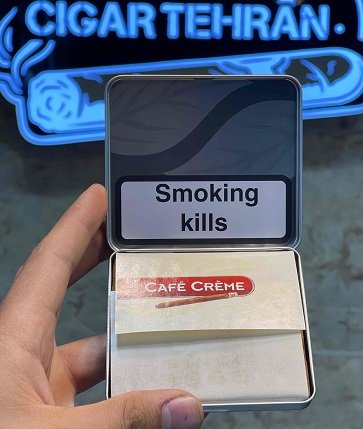 CIGAR TEHRAN.
Smoking
kills
CAFÉ CRÈME